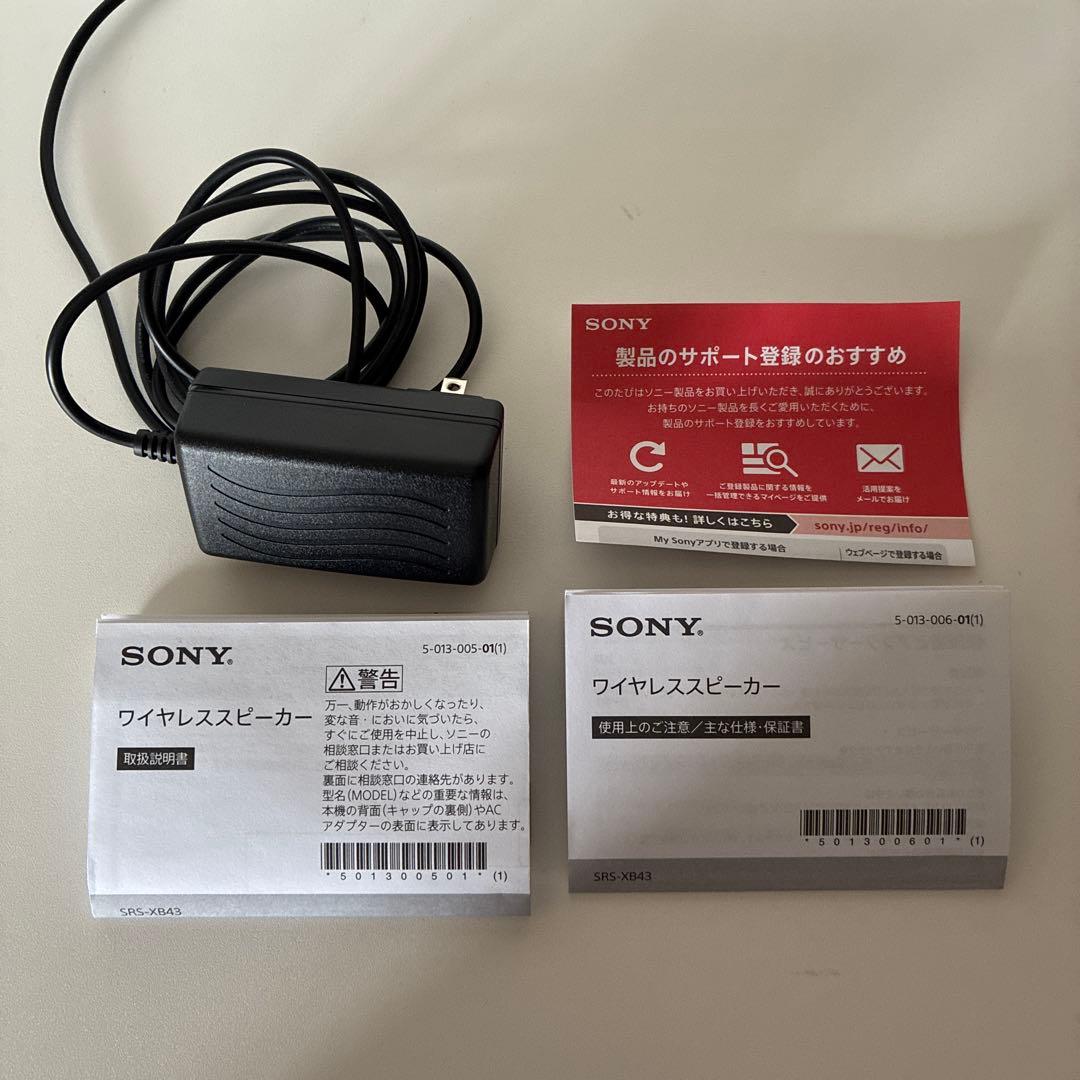 SONY
製品のサポート登録のおすすめ
このたびはソニー製品をお買い上げいただき、誠にありがとうございます。
お持ちのソニー製品を長くご愛用いただくために、
製品のサポート登録をおすすめしています。
最新のアップデートや
サポート情報をお届け
ご登録製品に関する情報を
一括管理できるマイページをご提供
活用提案を
メールでお届け
お得な特典も! 詳しくはこちら
sony.jp/reg/info/
My Sonyアプリで登録する場合
ウェブページで登録する場合
SONY®
5-013-005-01(1)
ワイヤレススピーカー
取扱説明書
警告
万一、動作がおかしくなったり、
変な音・においに気づいたら、
すぐにご使用を中止し、ソニーの
相談窓口またはお買い上げ店に
ご相談ください。
裏面に相談窓口の連絡先があります。
型名(MODEL)などの重要な情報は、
本機の背面(キャップの裏側)やAC
アダプターの表面に表示してあります。
*501300501* (1)
SRS-XB43
SONY®
5-013-006-01(1)
ワイヤレススピーカー
使用上のご注意/主な仕様・保証書
*501300601* (1)
SRS-XB43